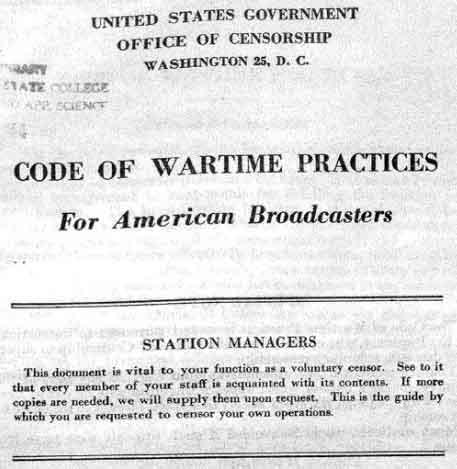 UNITED STATES GOVERNMENT
OFFICE OF CENSORSHIP
WASHINGTON 25, D. C.
STATE COLLEGE
SCIENCE
CODE OF WARTIME PRACTICES
For American Broadcasters
STATION MANAGERS
This document is vital to your function as a voluntary censor. See to it
that every member of your staff is acquainted with its contents. If more
copies are needed, we will supply them upon request. This is the guide by
which you are requested to censor your own operations.